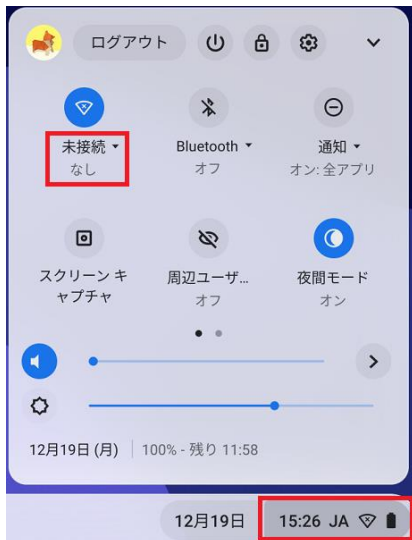 ログアウト
未接続
なし
Bluetooth
オフ
通知
オン: 全アプリ
スクリーン キ
ャプチャ
周辺ユーザ...
オフ
夜間モード
オン
12月19日 (月)
100% - 残り 11:58
12月19日
15:26 JA